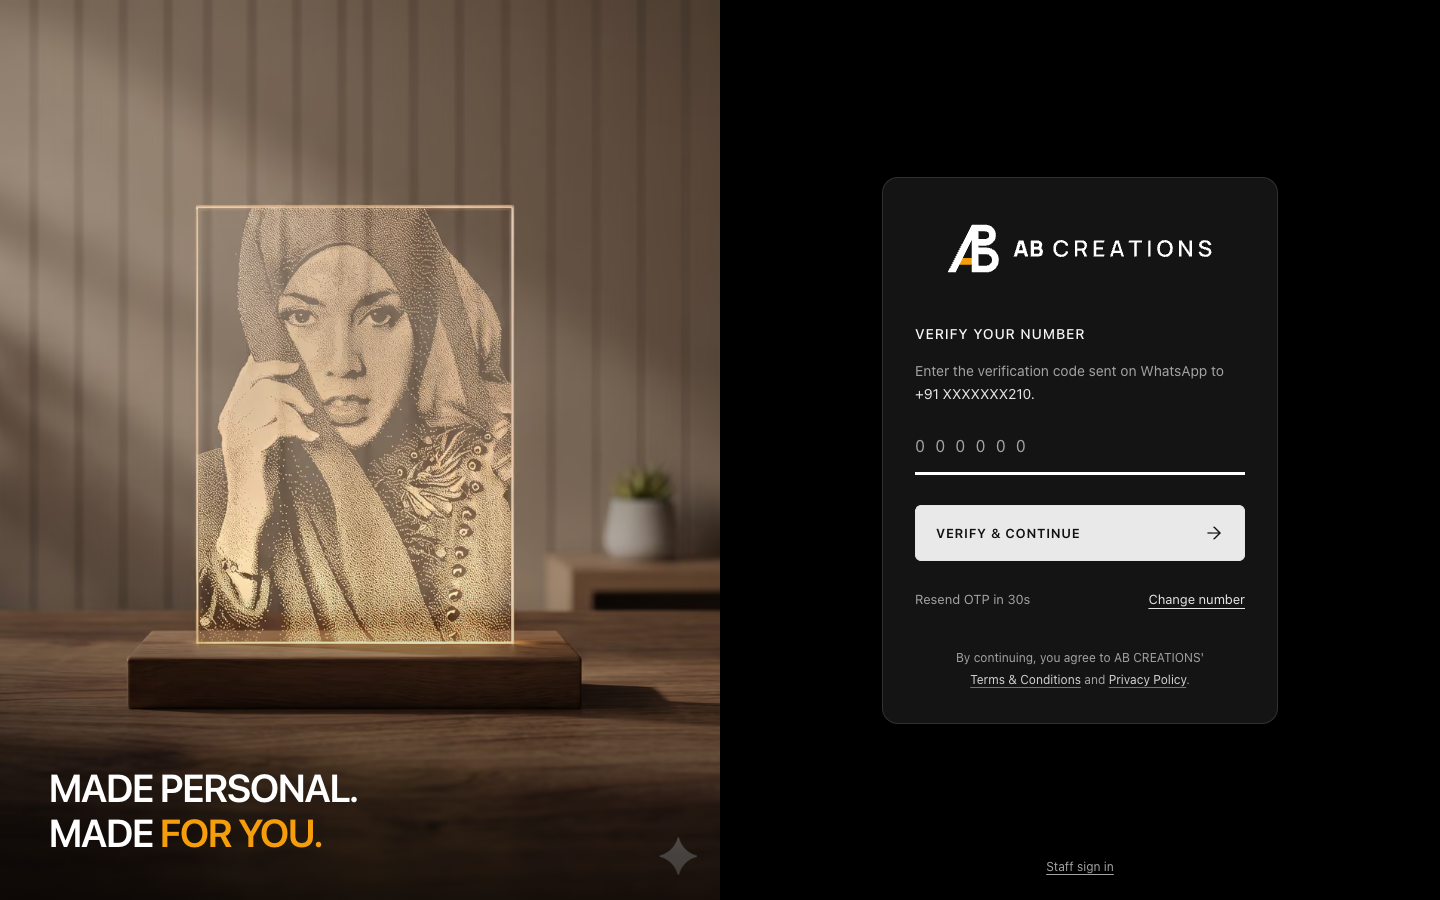 MADE PERSONAL.
MADE FOR YOU.
AB CREATIONS
VERIFY YOUR NUMBER
Enter the verification code sent on WhatsApp to
+91 XXXXXXX210.
0 0 0 0 0 0
VERIFY & CONTINUE
Resend OTP in 30s
Change number
By continuing, you agree to AB CREATIONS'
Terms & Conditions and Privacy Policy.
Staff sign in